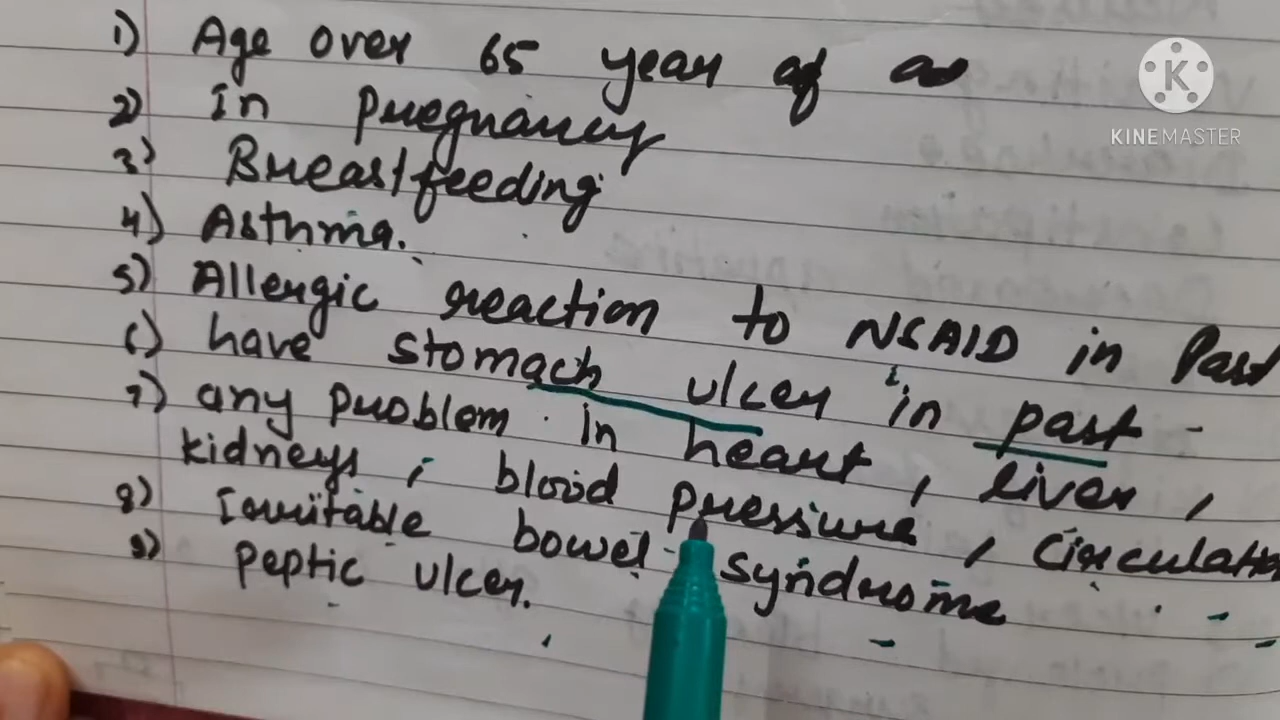 1) Age over 65 year of
2) In Pregnancy
3) Breastfeeding
4) Asthma.
5) Allergic reaction to NSAID in Past
6) have stomach ulcer in past
7) any problem in heart, liver,
kidneys, blood pressure, Circulatio
8) Irritable bowel syndrome
9) Peptic ulcer.
K
KINEMASTER